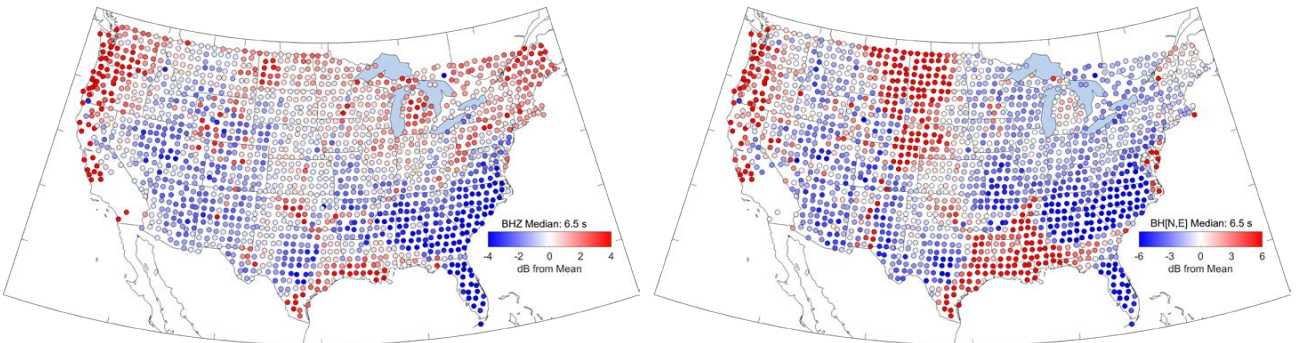 BHZ Median: 6.5 s
-4 -2 0 2 4
dB from Mean
BH[N,E] Median: 6.5 s
-6 -3 0 3 6
dB from Mean